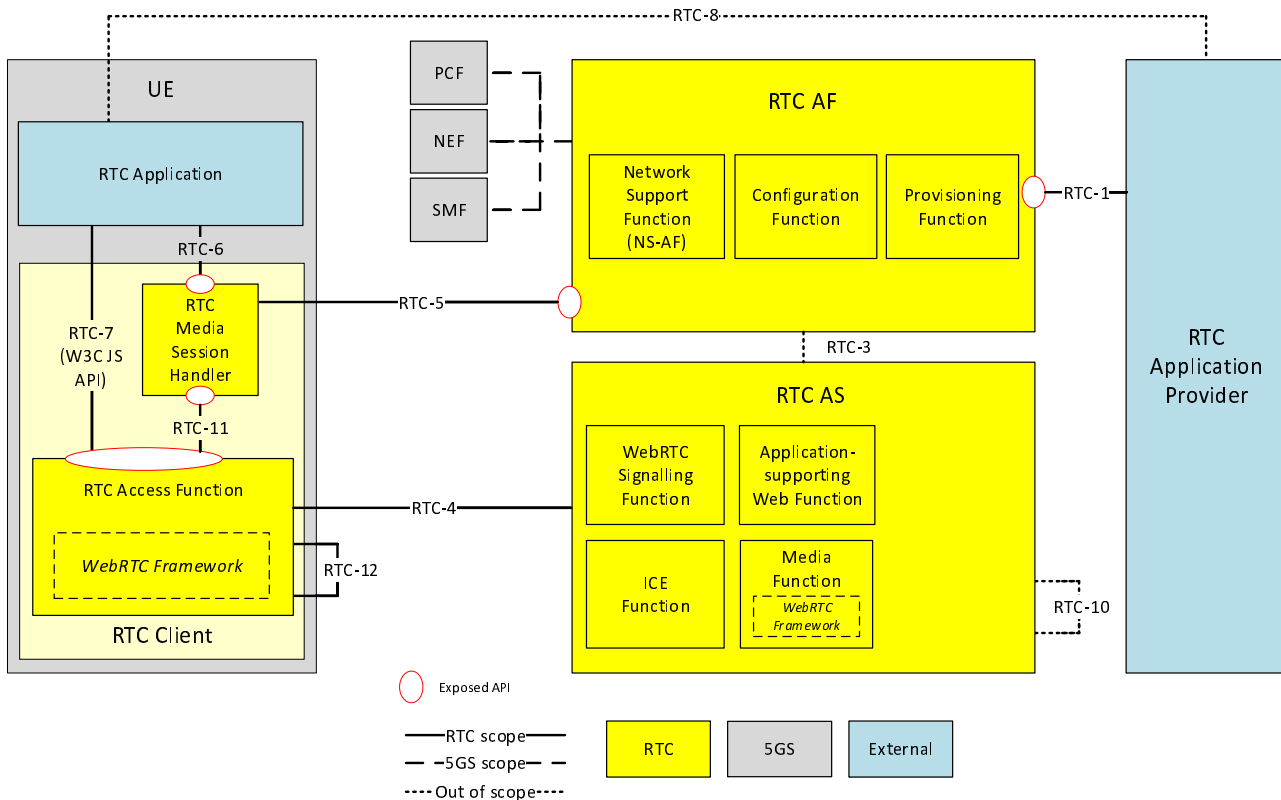 RTC-8
UE
RTC Application
RTC-6
RTC
Media
Session
Handler
RTC-7
(W3C JS
API)
RTC-11
RTC Access Function
WebRTC Framework
RTC-12
RTC Client
PCF
NEF
SMF
RTC-5
RTC-4
RTC AF
Network
Support
Function
(NS-AF)
Configuration
Function
Provisioning
Function
RTC-1
RTC-3
RTC AS
WebRTC
Signalling
Function
Application-
supporting
Web Function
ICE
Function
Media
Function
WebRTC
Framework
RTC-10
RTC
Application
Provider
Exposed API
RTC scope
5GS scope
Out of scope
RTC
5GS
External